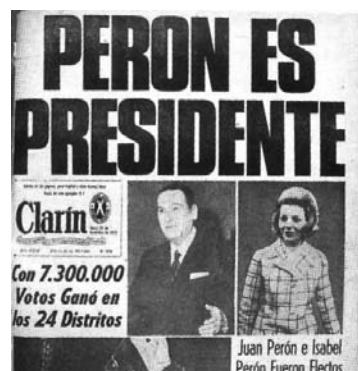 PERON ES
PRESIDENTE
Clarín
Con 7.300.000
Votos Ganó en
los 24 Distritos
Juan Perón e Isabel
Perón Fueron Electos